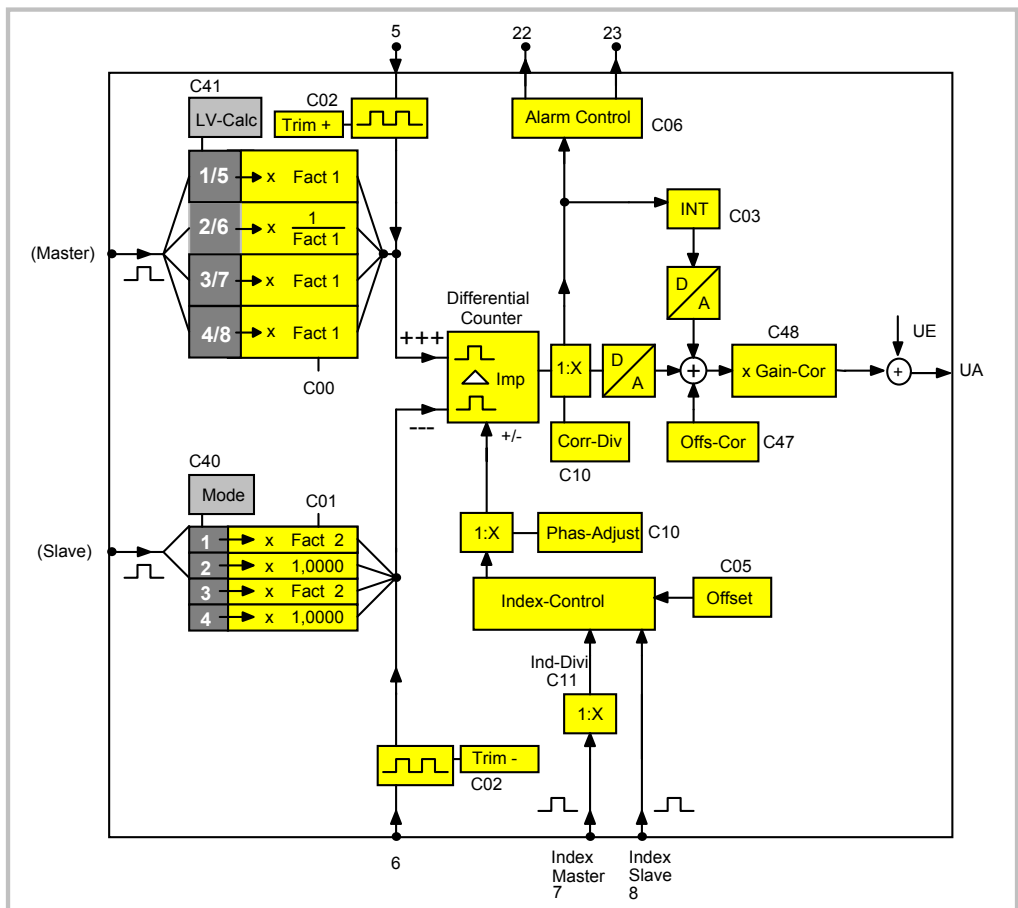 5
22
23
C41
LV-Calc
C02
Trim +
Alarm Control
C06
1/5
x Fact 1
2/6
x 1
Fact 1
3/7
x Fact 1
4/8
x Fact 1
C00
(Master)
INT
C03
D
A
Differential
Counter
+++
Imp
---
+/-
1:X
D
A
+
C48
x Gain-Cor
UE
+
UA
Corr-Div
C10
Offs-Cor
C47
C40
Mode
C01
(Slave)
1
x Fact 2
2
x 1,0000
3
x Fact 2
4
x 1,0000
1:X
Phas-Adjust
C10
Index-Control
C05
Offset
Ind-Divi
C11
1:X
Trim -
C02
6
Index
Master
7
Index
Slave
8